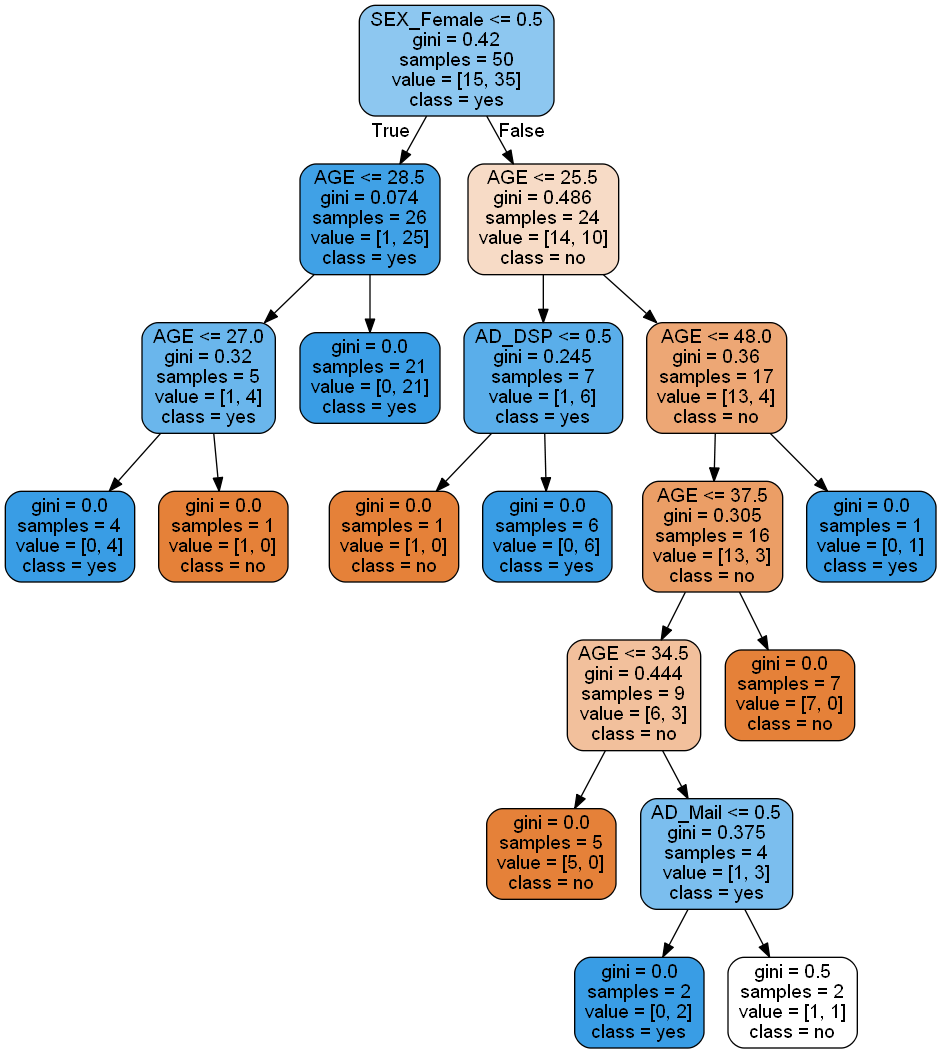 SEX_Female <= 0.5
gini = 0.42
samples = 50
value = [15, 35]
class = yes
True
False
AGE <= 28.5
gini = 0.074
samples = 26
value = [1, 25]
class = yes
AGE <= 25.5
gini = 0.486
samples = 24
value = [14, 10]
class = no
AGE <= 27.0
gini = 0.32
samples = 5
value = [1, 4]
class = yes
gini = 0.0
samples = 21
value = [0, 21]
class = yes
AD_DSP <= 0.5
gini = 0.245
samples = 7
value = [1, 6]
class = yes
AGE <= 48.0
gini = 0.36
samples = 17
value = [13, 4]
class = no
gini = 0.0
samples = 4
value = [0, 4]
class = yes
gini = 0.0
samples = 1
value = [1, 0]
class = no
gini = 0.0
samples = 1
value = [1, 0]
class = no
gini = 0.0
samples = 6
value = [0, 6]
class = yes
AGE <= 37.5
gini = 0.305
samples = 16
value = [13, 3]
class = no
gini = 0.0
samples = 1
value = [0, 1]
class = yes
AGE <= 34.5
gini = 0.444
samples = 9
value = [6, 3]
class = no
gini = 0.0
samples = 7
value = [7, 0]
class = no
gini = 0.0
samples = 5
value = [5, 0]
class = no
AD_Mail <= 0.5
gini = 0.375
samples = 4
value = [1, 3]
class = yes
gini = 0.0
samples = 2
value = [0, 2]
class = yes
gini = 0.5
samples = 2
value = [1, 1]
class = no